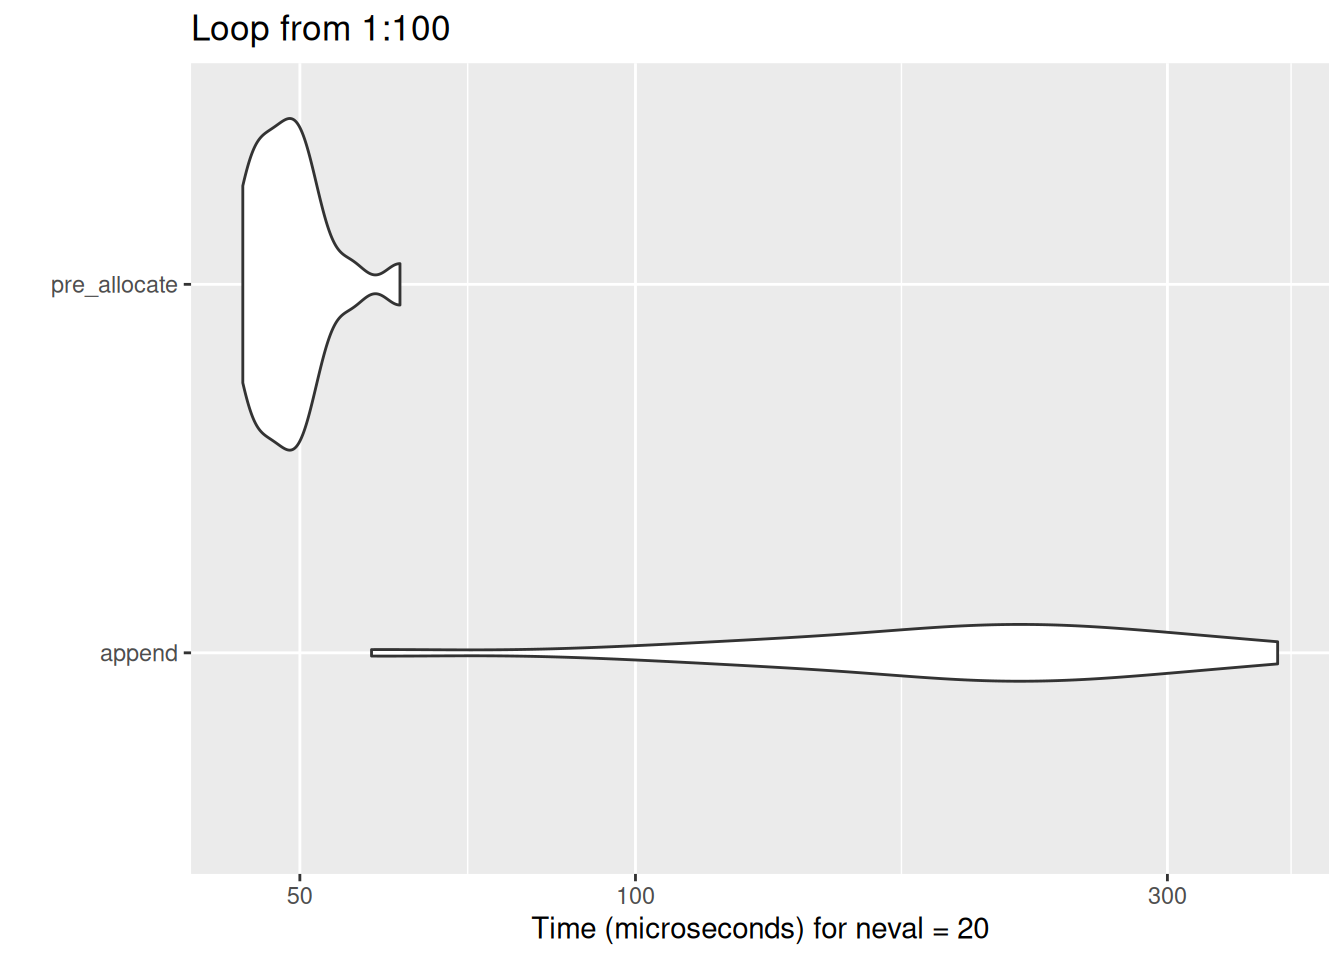 Loop from 1:100
pre_allocate
append
50
100
300
Time (microseconds) for neval = 20